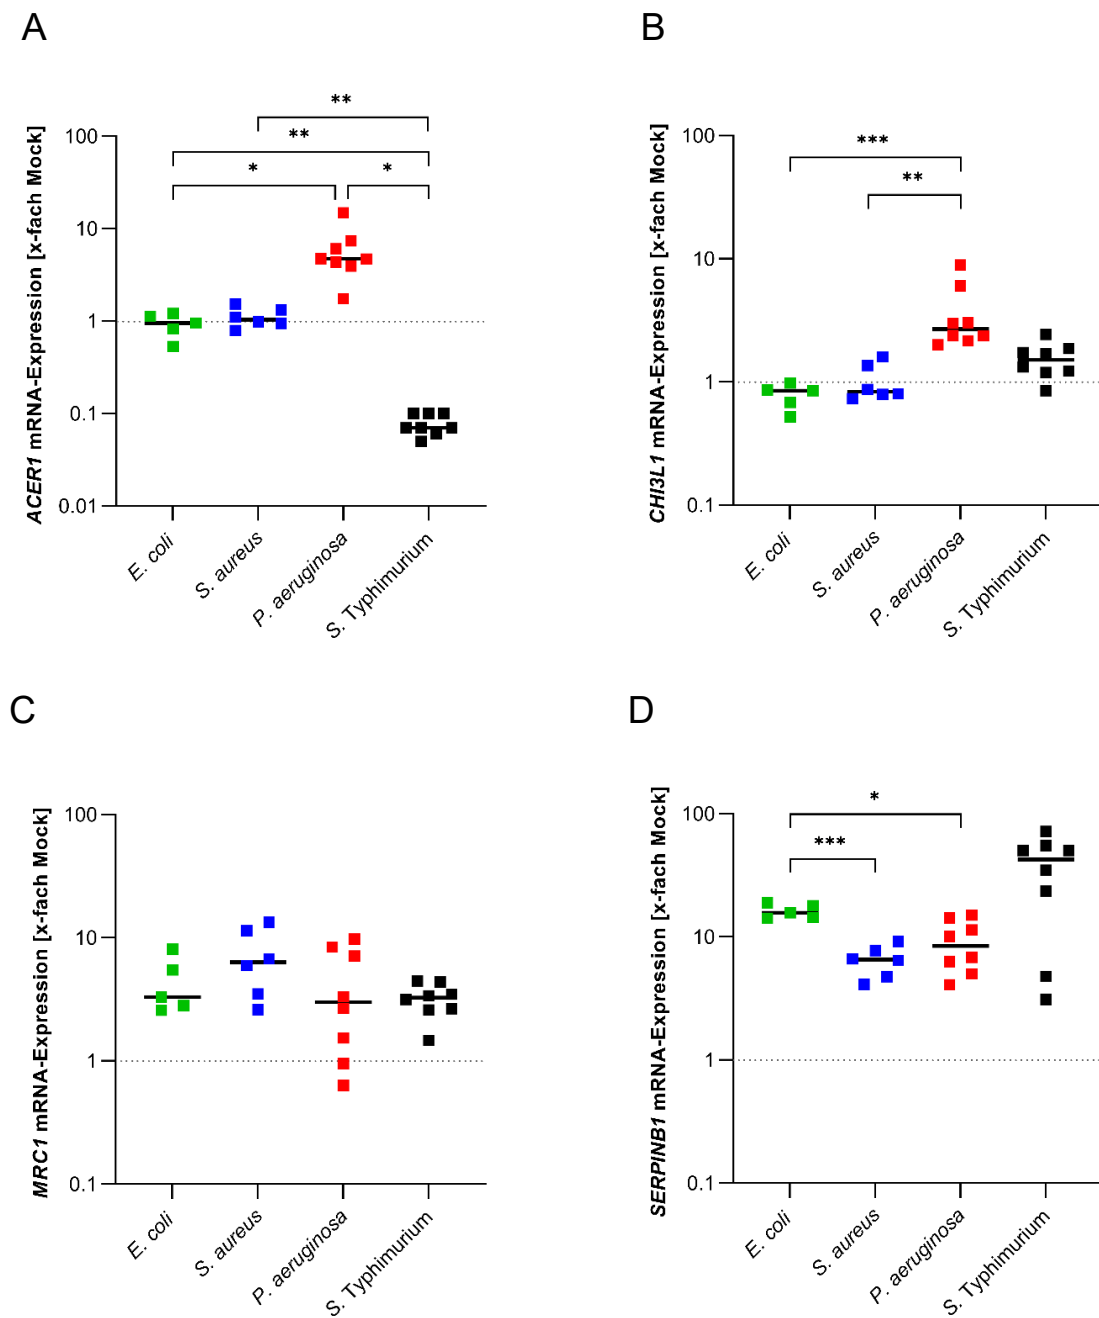 A
ACER1 mRNA-Expression [x-fach Mock]
100
10
1
0.1
0.01
**
**
*
*
E. coli
S. aureus
P. aeruginosa
S. Typhimurium
B
CHI3L1 mRNA-Expression [x-fach Mock]
100
10
1
0.1
***
**
E. coli
S. aureus
P. aeruginosa
S. Typhimurium
C
MRC1 mRNA-Expression [x-fach Mock]
100
10
1
0.1
E. coli
S. aureus
P. aeruginosa
S. Typhimurium
D
SERPINB1 mRNA-Expression [x-fach Mock]
100
10
1
0.1
*
***
E. coli
S. aureus
P. aeruginosa
S. Typhimurium